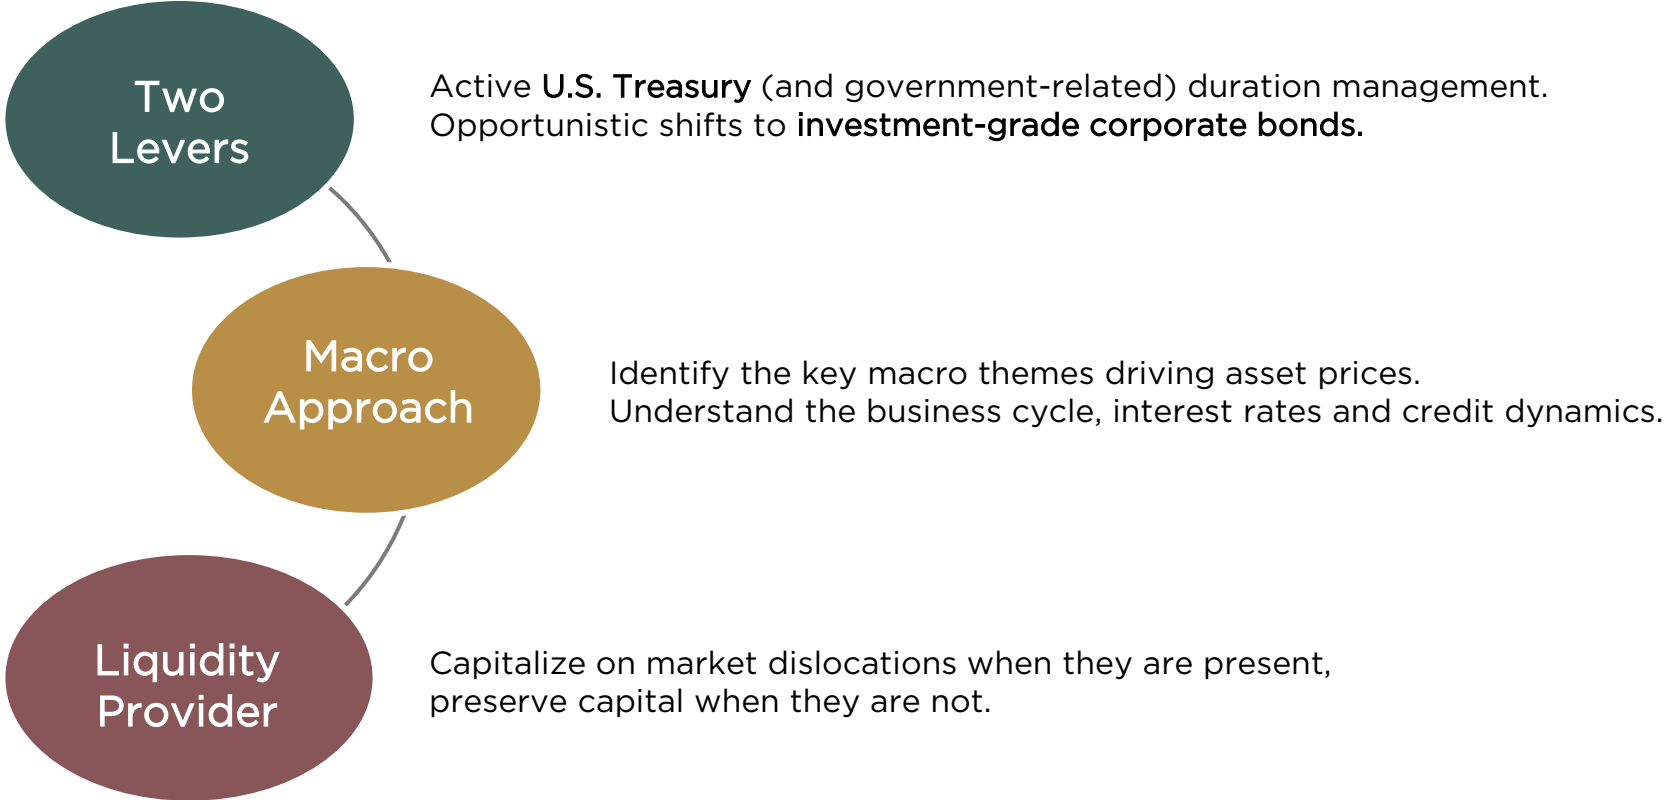 Two
Levers
Active U.S. Treasury (and government-related) duration management.
Opportunistic shifts to investment-grade corporate bonds.
Macro
Approach
Identify the key macro themes driving asset prices.
Understand the business cycle, interest rates and credit dynamics.
Liquidity
Provider
Capitalize on market dislocations when they are present,
preserve capital when they are not.